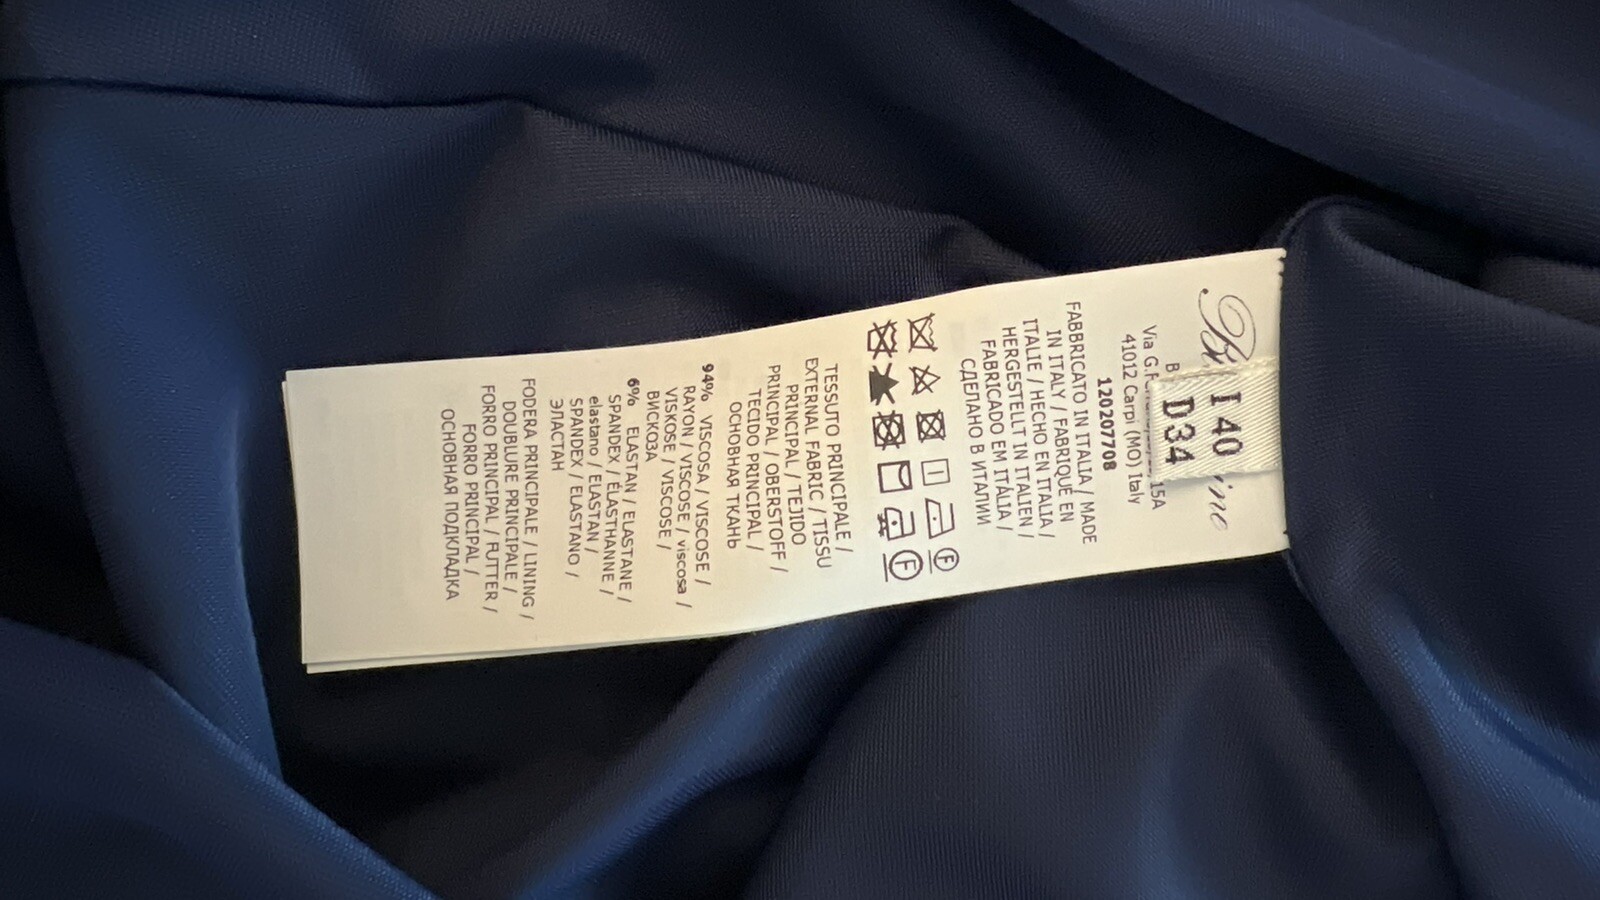 I 40
D34
41012 Carpi (MO) Italy
120207708
FABBRICATO IN ITALIA / MADE
IN ITALY / FABRIQUÉ EN
ITALIE / HECHO EN ITALIA /
HERGESTELLT IN ITALIEN /
FABRICADO EM ITÁLIA /
СДЕЛАНО В ИТАЛИИ
F
F
TESSUTO PRINCIPALE /
EXTERNAL FABRIC / TISSU
PRINCIPAL / TEJIDO
PRINCIPAL / OBERSTOFF /
TECIDO PRINCIPAL /
ОСНОВНАЯ ТКАНЬ
94% VISCOSA / VISCOSE /
RAYON / VISCOSE / viscosa /
VISKOSE / VISCOSE /
ВИСКОЗА
6% ELASTAN / ELASTANE /
SPANDEX / ÉLASTHANNE /
elastano / ELASTAN /
SPANDEX / ELASTANO /
ЭЛАСТАН
FODERA PRINCIPALE / LINING /
DOUBLURE PRINCIPALE /
FORRO PRINCIPAL / FUTTER /
FORRO PRINCIPAL /
ОСНОВНАЯ ПОДКЛАДКА